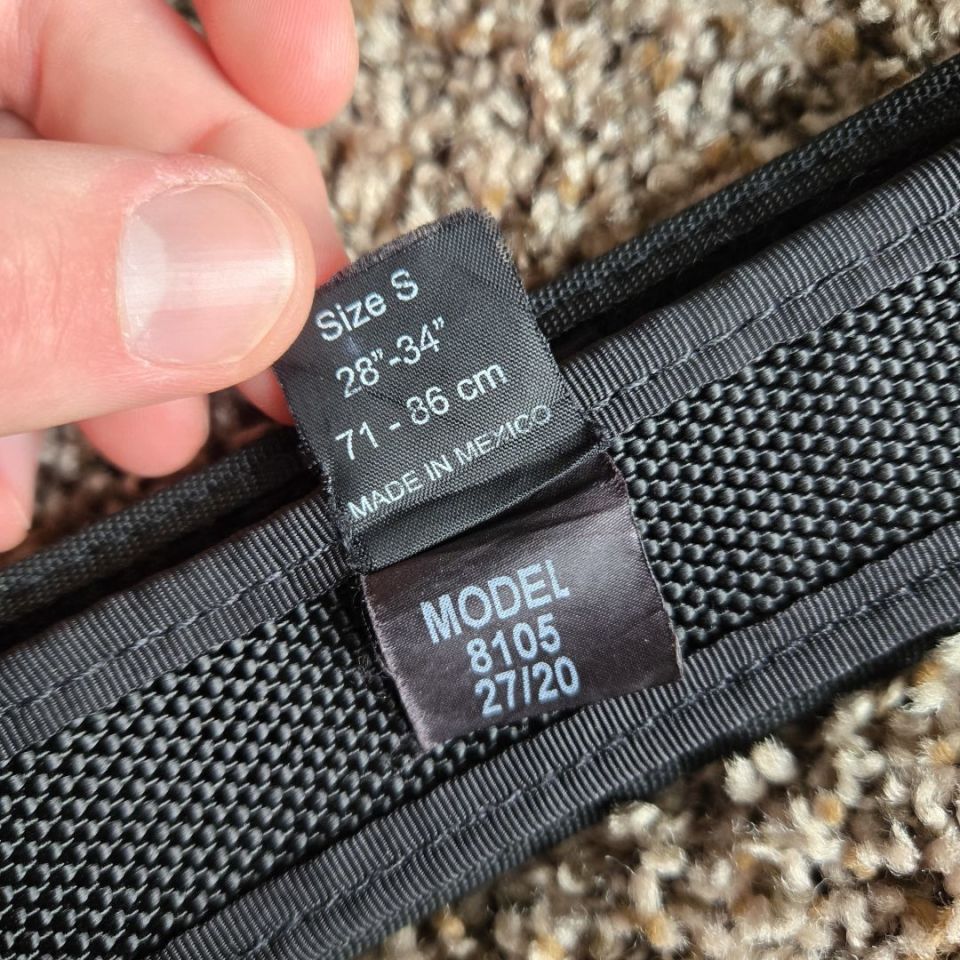 Size S
28”-34”
71 - 86 cm
MADE IN MEXICO
MODEL
8105
27/20